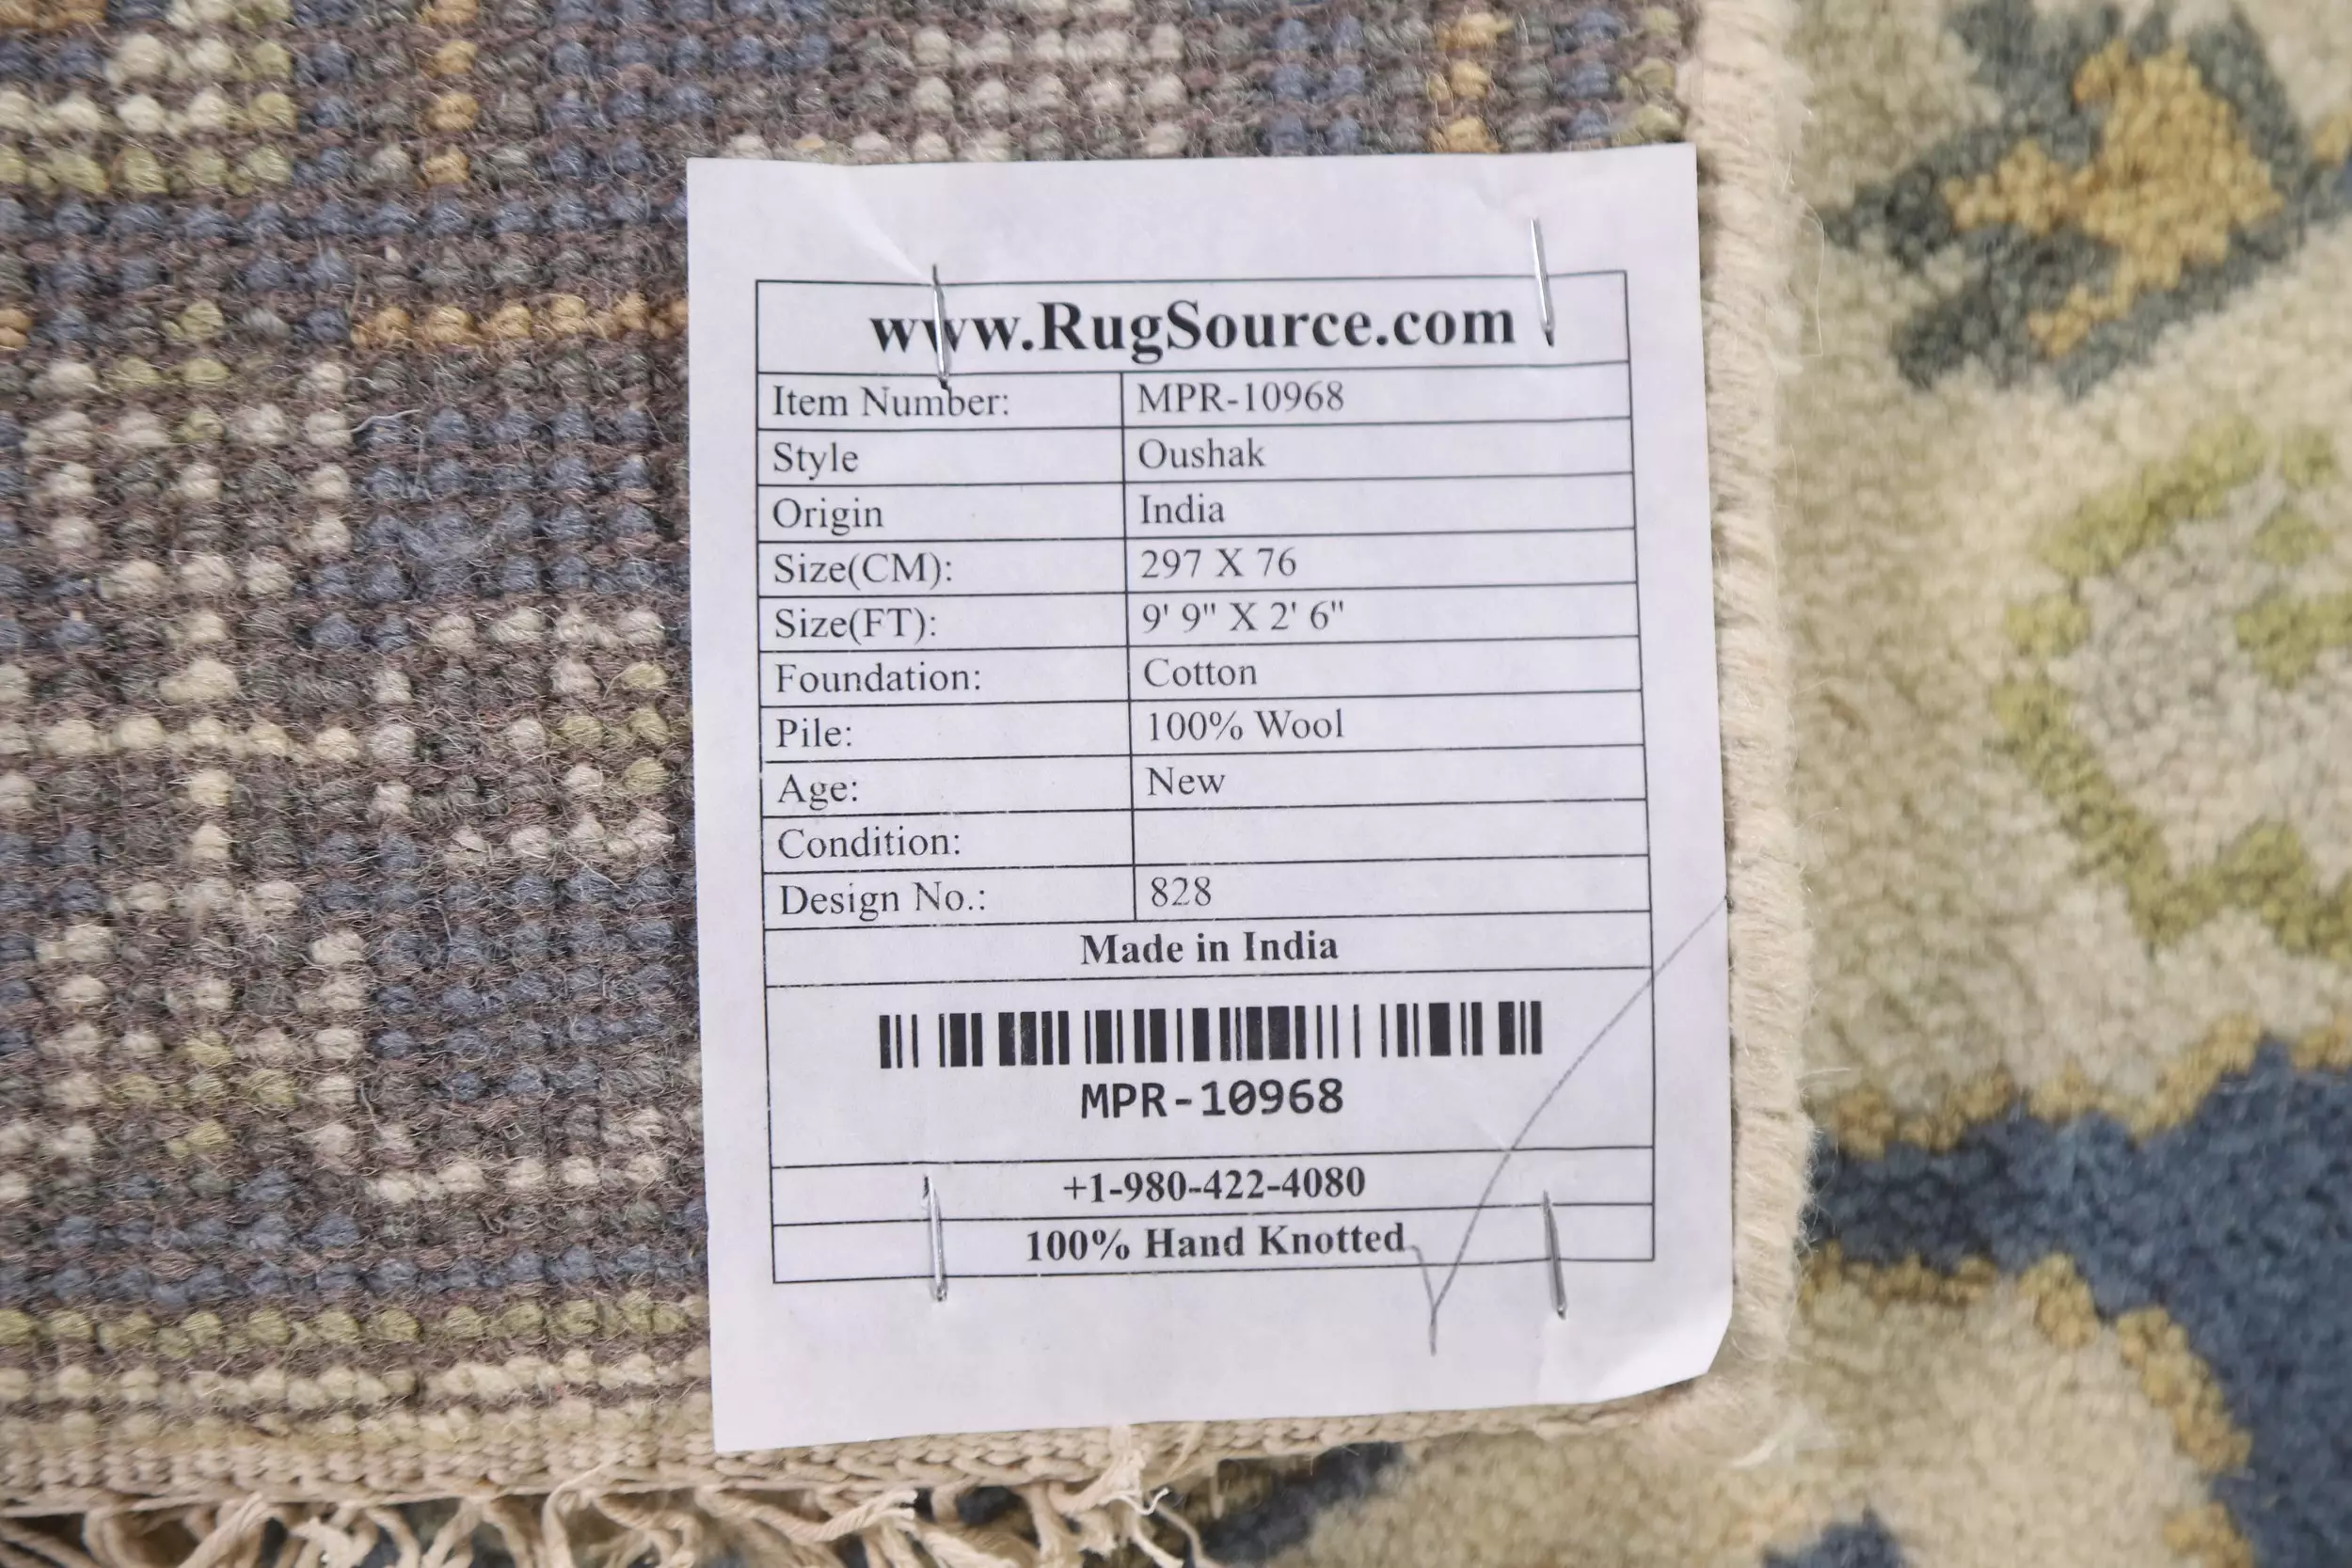 www.RugSource.com
Item Number: MPR-10968
Style Oushak
Origin India
Size(CM): 297 X 76
Size(FT): 9' 9" X 2' 6"
Foundation: Cotton
Pile: 100% Wool
Age: New
Condition:
Design No.: 828
Made in India
MPR-10968
+1-980-422-4080
100% Hand Knotted